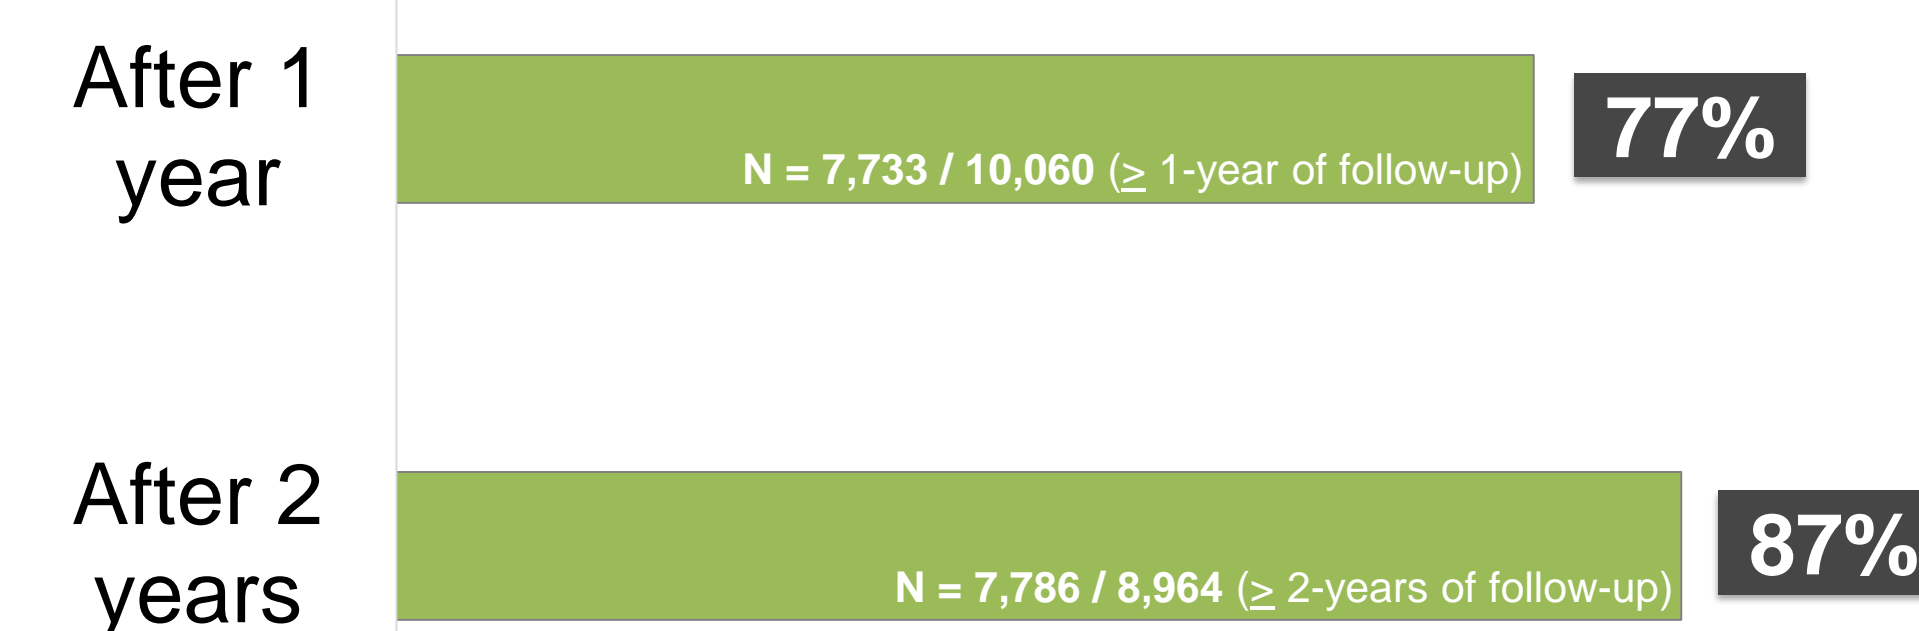 After 1
year
N = 7,733 / 10,060 (≥ 1-year of follow-up)
77%
After 2
years
N = 7,786 / 8,964 (≥ 2-years of follow-up)
87%